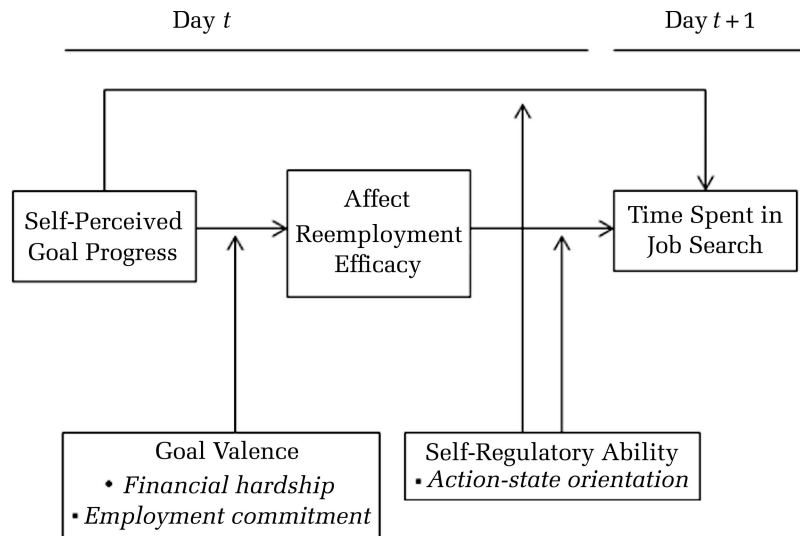 Day t
Day t + 1
Self-Perceived
Goal Progress
Affect
Reemployment
Efficacy
Time Spent in
Job Search
Goal Valence
• Financial hardship
▪ Employment commitment
Self-Regulatory Ability
▪ Action-state orientation